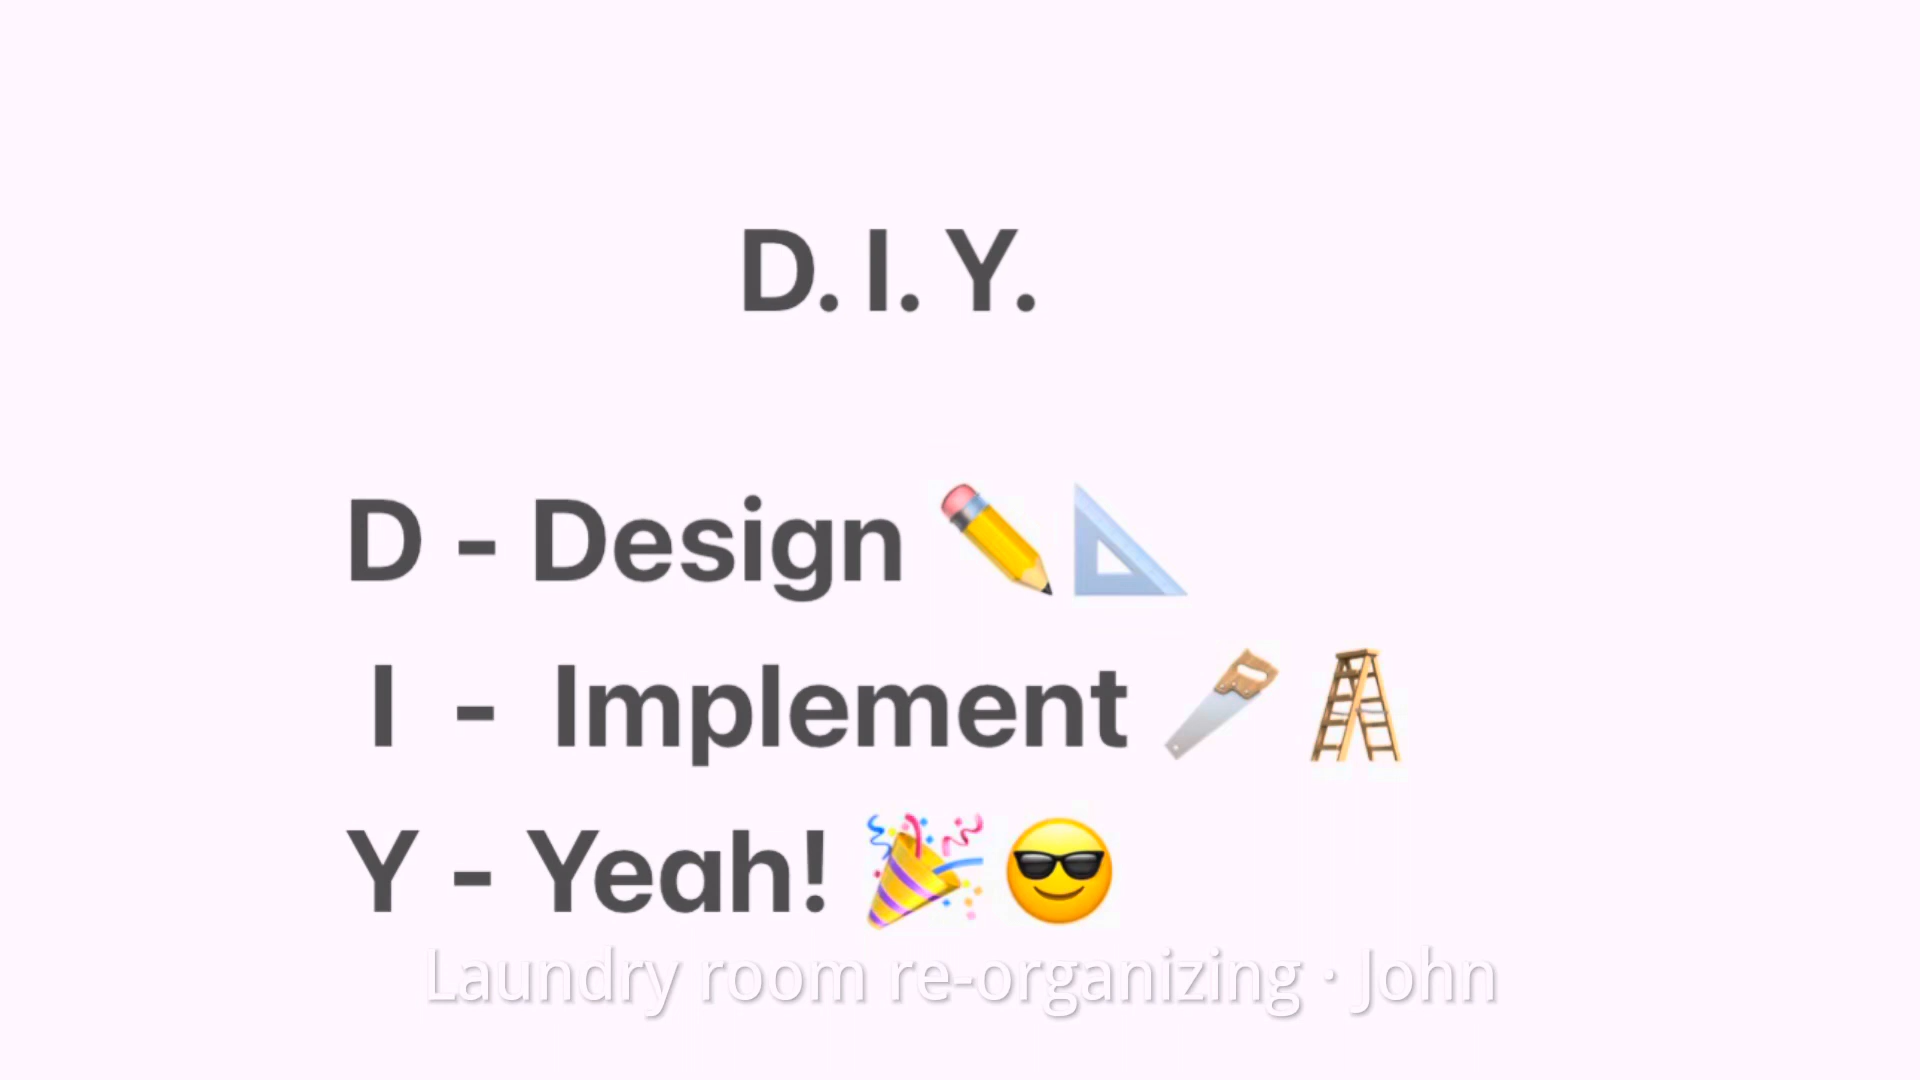 D. I. Y.
D - Design ✏️📐
I - Implement 🪚🪜
Y - Yeah! 🎉😎
Laundry room re-organizing · John